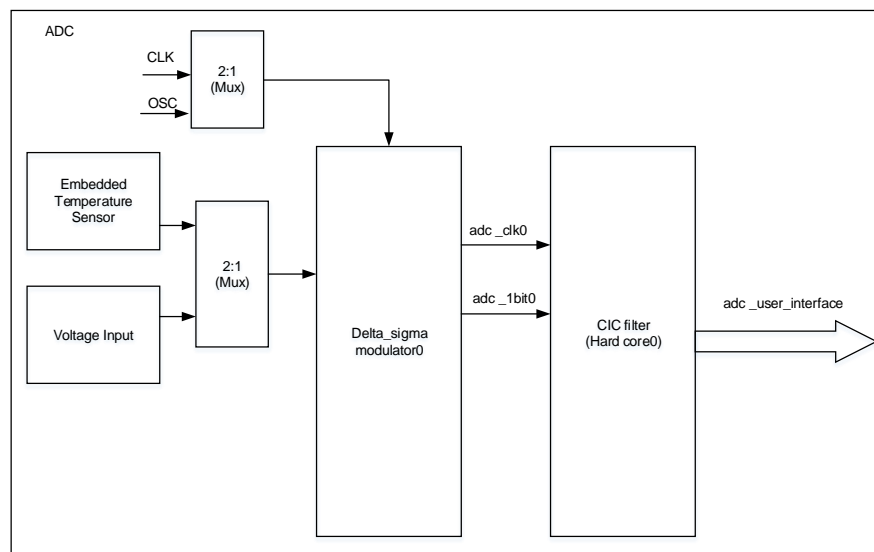 ADC
CLK
2:1
(Mux)
OSC
Embedded
Temperature
Sensor
2:1
(Mux)
Voltage Input
Delta_sigma
modulator0
adc _clk0
adc _1bit0
CIC filter
(Hard core0)
adc _user_interface